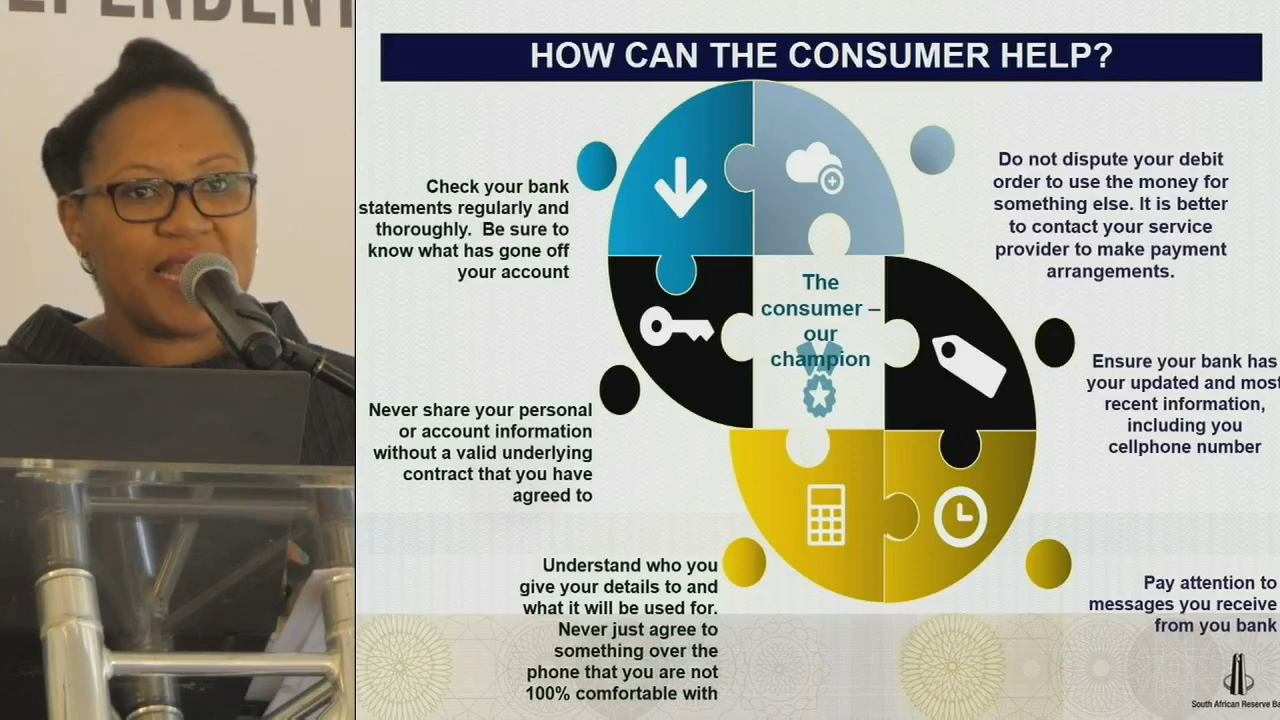 HOW CAN THE CONSUMER HELP?
Check your bank
statements regularly and
thoroughly. Be sure to
know what has gone off
your account
Do not dispute your debit
order to use the money for
something else. It is better
to contact your service
provider to make payment
arrangements.
The
consumer –
our
champion
Never share your personal
or account information
without a valid underlying
contract that you have
agreed to
Ensure your bank has
your updated and most
recent information,
including you
cellphone number
Understand who you
give your details to and
what it will be used for.
Never just agree to
something over the
phone that you are not
100% comfortable with
Pay attention to
messages you receive
from you bank
South African Reserve